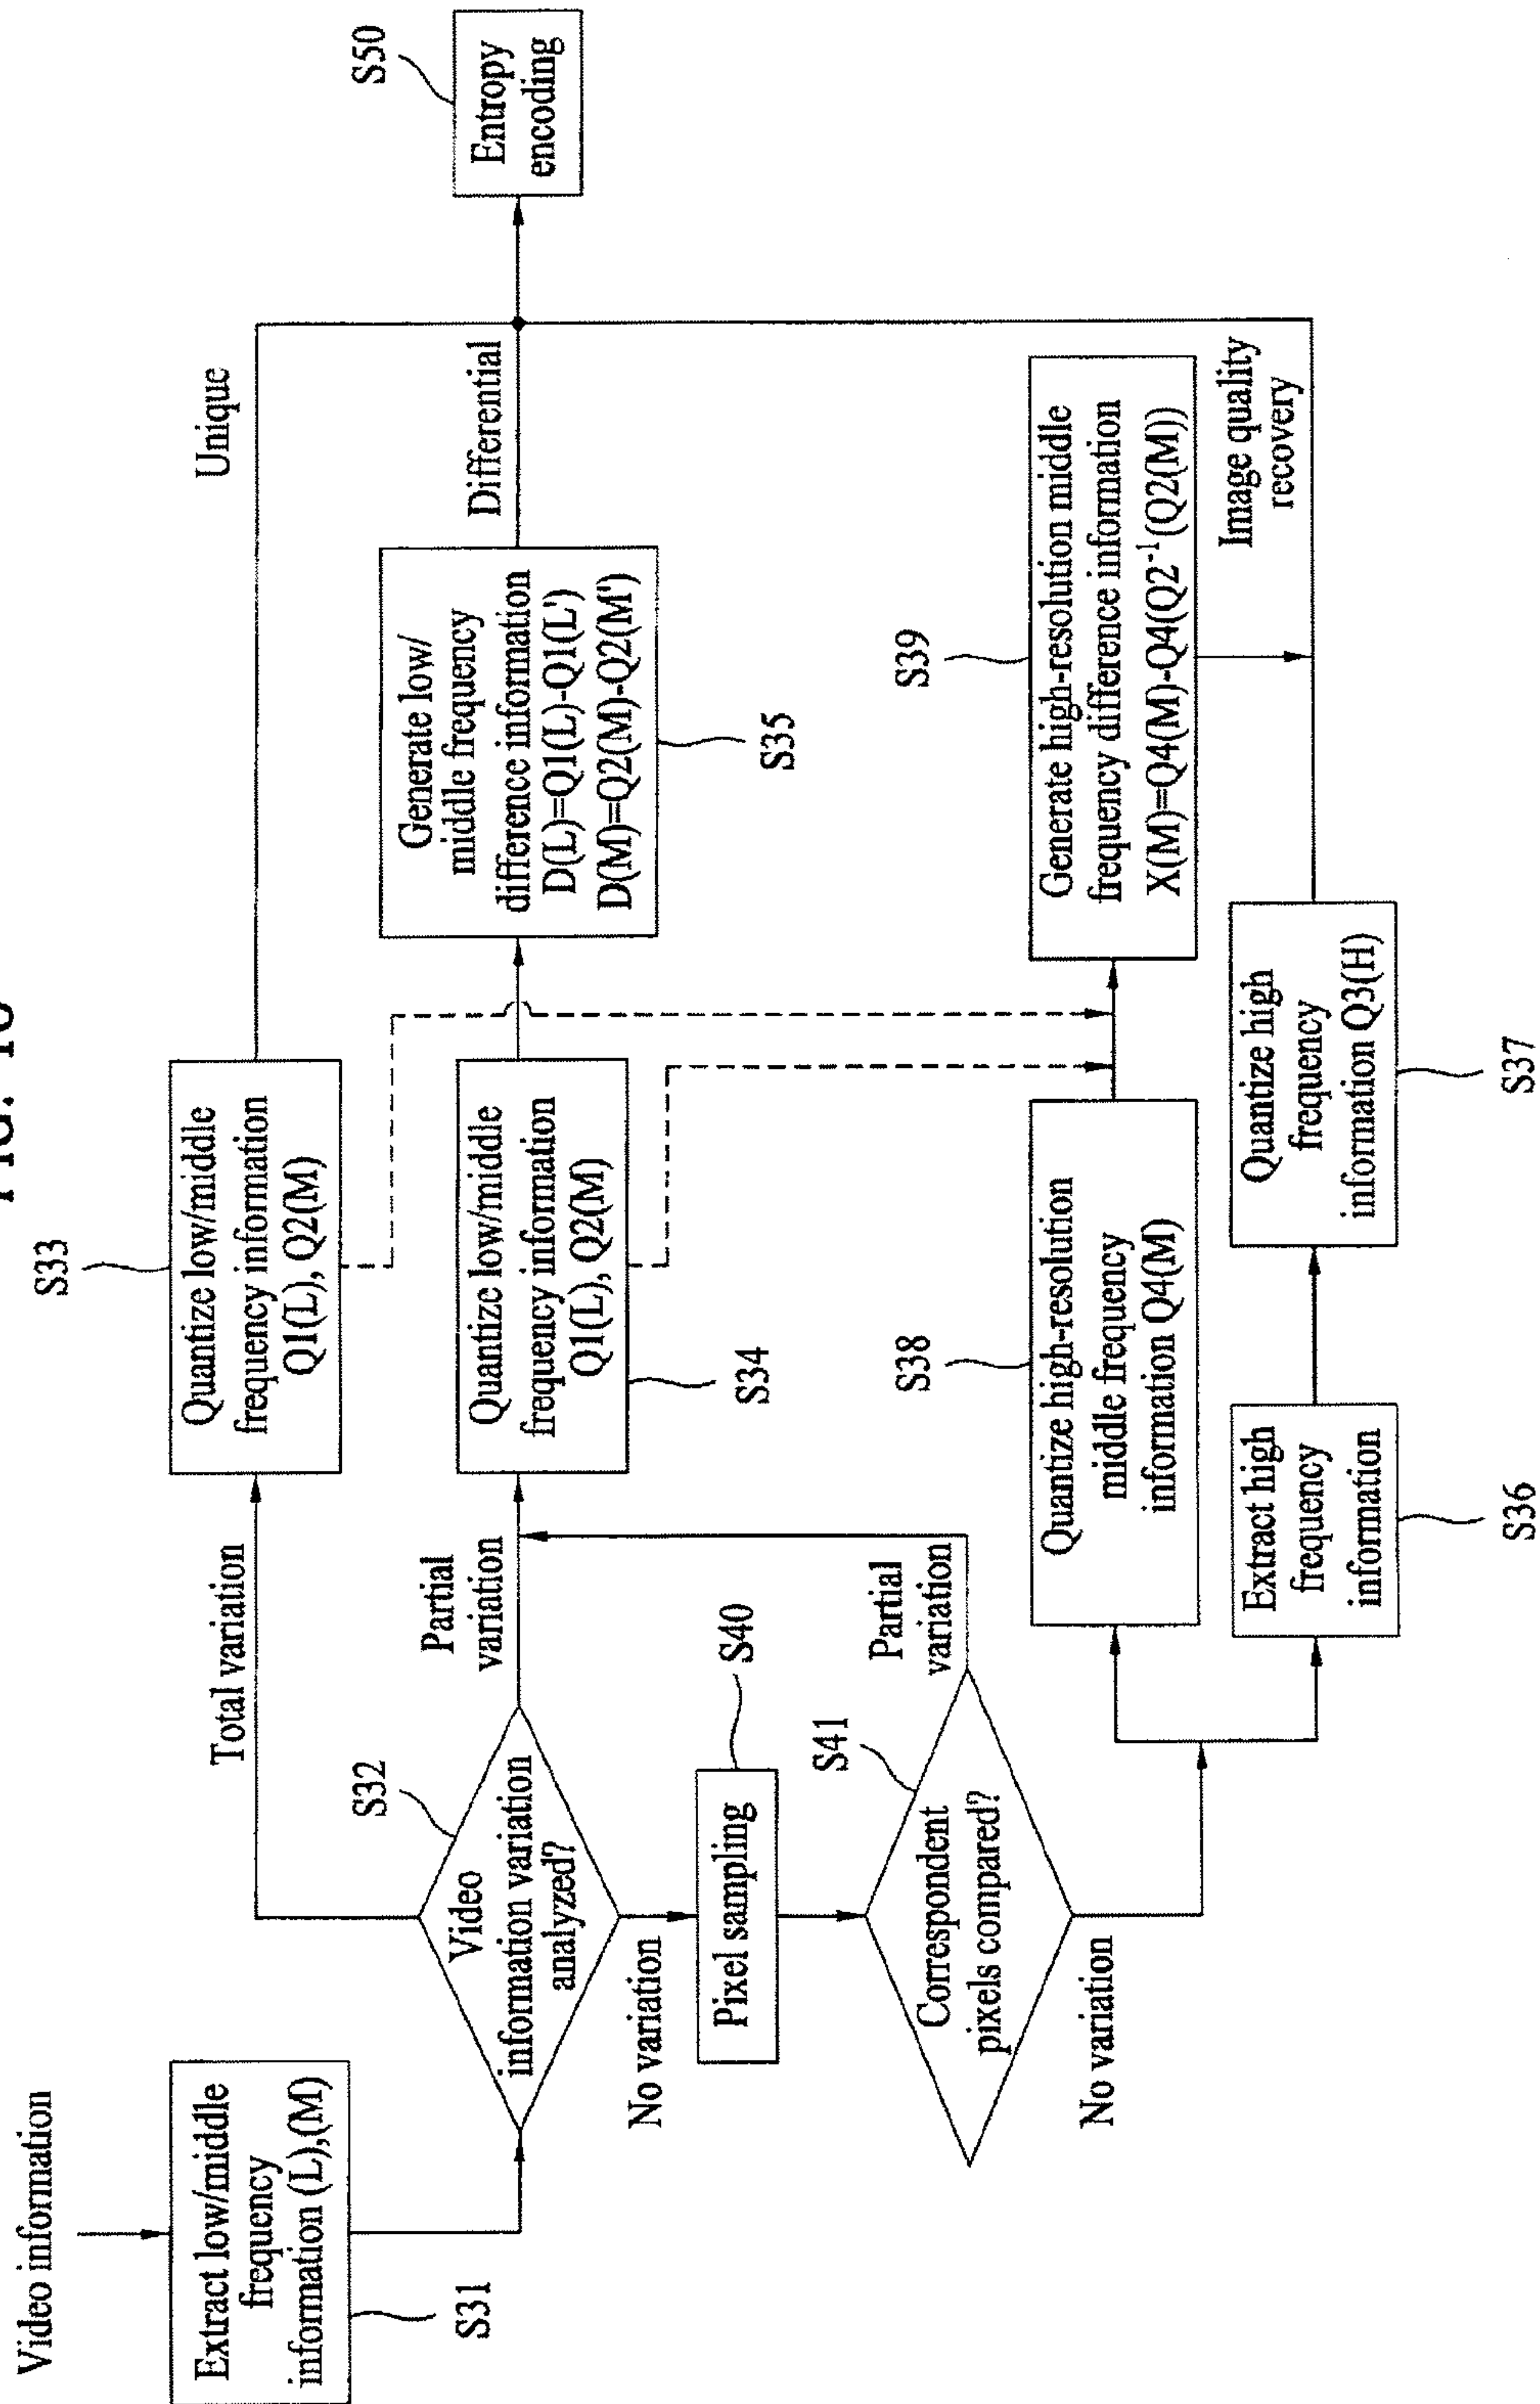 FIG.
Video information
Extract low/middle
frequency
information (L),(M)
S31
Video
information variation
analyzed?
S32
Total variation
Partial
variation
No variation
Quantize low/middle
frequency information
Q1(L), Q2(M)
S33
Unique
Quantize low/middle
frequency information
Q1(L), Q2(M)
S34
Generate low/
middle frequency
difference information
D(L)=Q1(L)-Q1(L')
D(M)=Q2(M)-Q2(M')
S35
Differential
Entropy
encoding
S50
Pixel sampling
S40
Correspondent
pixels compared?
S41
Partial
variation
No variation
Quantize high-resolution
middle frequency
information Q4(M)
S38
Generate high-resolution middle
frequency difference information
X(M)=Q4(M)-Q4(Q2⁻¹(Q2(M))
S39
Extract high
frequency
information
S36
Quantize high
frequency
information Q3(H)
S37
Image quality
recovery